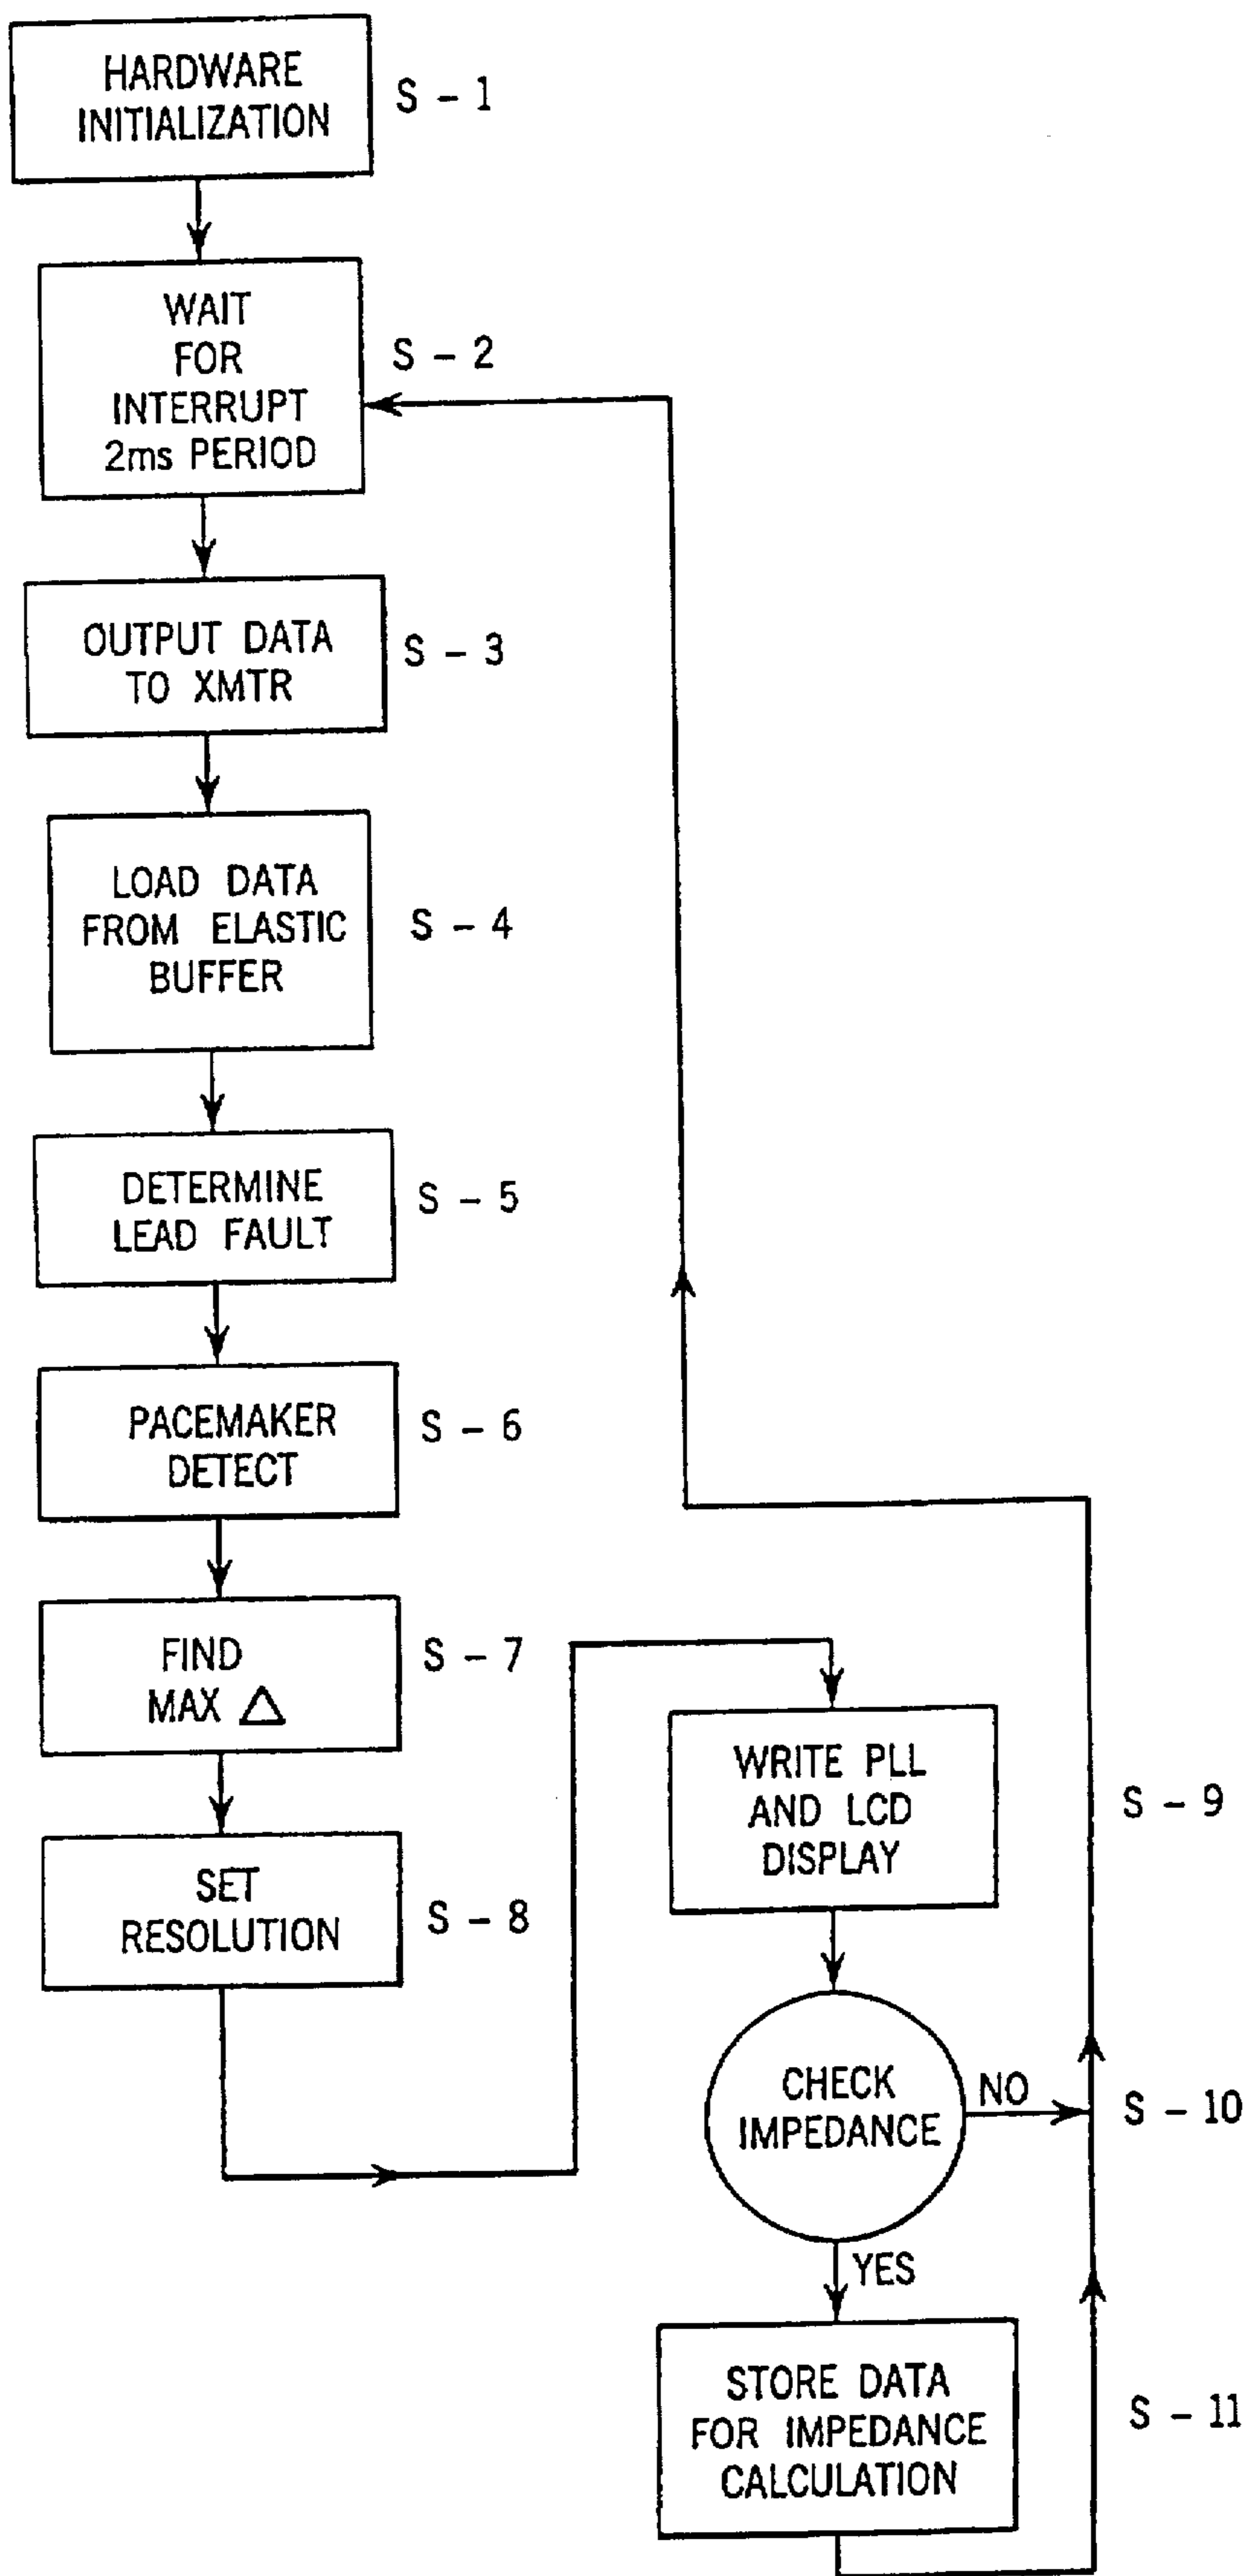 HARDWARE
INITIALIZATION
S - 1
WAIT
FOR
INTERRUPT
2ms PERIOD
S - 2
OUTPUT DATA
TO XMTR
S - 3
LOAD DATA
FROM ELASTIC
BUFFER
S - 4
DETERMINE
LEAD FAULT
S - 5
PACEMAKER
DETECT
S - 6
FIND
MAX △
S - 7
SET
RESOLUTION
S - 8
WRITE PLL
AND LCD
DISPLAY
S - 9
CHECK
IMPEDANCE
NO
S - 10
YES
STORE DATA
FOR IMPEDANCE
CALCULATION
S - 11